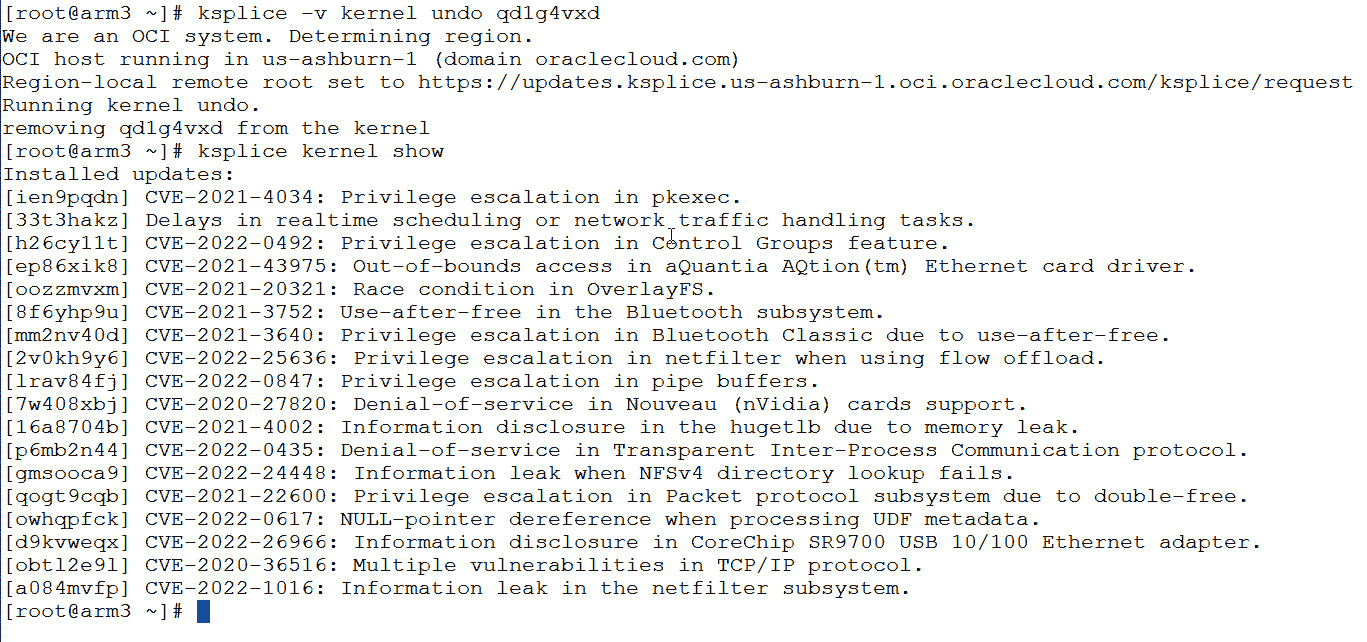 [root@arm3 ~]# ksplice -v kernel undo qd1g4vxd
We are an OCI system. Determining region.
OCI host running in us-ashburn-1 (domain oraclecloud.com)
Region-local remote root set to https://updates.ksplice.us-ashburn-1.oci.oraclecloud.com/ksplice/request
Running kernel undo.
removing qd1g4vxd from the kernel
[root@arm3 ~]# ksplice kernel show
Installed updates:
[ien9pqdn] CVE-2021-4034: Privilege escalation in pkexec.
[33t3hakz] Delays in realtime scheduling or network traffic handling tasks.
[h26cy11t] CVE-2022-0492: Privilege escalation in Control Groups feature.
[ep86xik8] CVE-2021-43975: Out-of-bounds access in aQuantia AQtion(tm) Ethernet card driver.
[oozzmvxm] CVE-2021-20321: Race condition in OverlayFS.
[8f6yhp9u] CVE-2021-3752: Use-after-free in the Bluetooth subsystem.
[mm2nv40d] CVE-2021-3640: Privilege escalation in Bluetooth Classic due to use-after-free.
[2v0kh9y6] CVE-2022-25636: Privilege escalation in netfilter when using flow offload.
[lrav84fj] CVE-2022-0847: Privilege escalation in pipe buffers.
[7w408xbj] CVE-2020-27820: Denial-of-service in Nouveau (nVidia) cards support.
[16a8704b] CVE-2021-4002: Information disclosure in the hugetlb due to memory leak.
[p6mb2n44] CVE-2022-0435: Denial-of-service in Transparent Inter-Process Communication protocol.
[gmsooca9] CVE-2022-24448: Information leak when NFSv4 directory lookup fails.
[qogt9cqb] CVE-2021-22600: Privilege escalation in Packet protocol subsystem due to double-free.
[owhqpfck] CVE-2022-0617: NULL-pointer dereference when processing UDF metadata.
[d9kvweqx] CVE-2022-26966: Information disclosure in CoreChip SR9700 USB 10/100 Ethernet adapter.
[obtl2e9l] CVE-2020-36516: Multiple vulnerabilities in TCP/IP protocol.
[a084mvfp] CVE-2022-1016: Information leak in the netfilter subsystem.
[root@arm3 ~]#